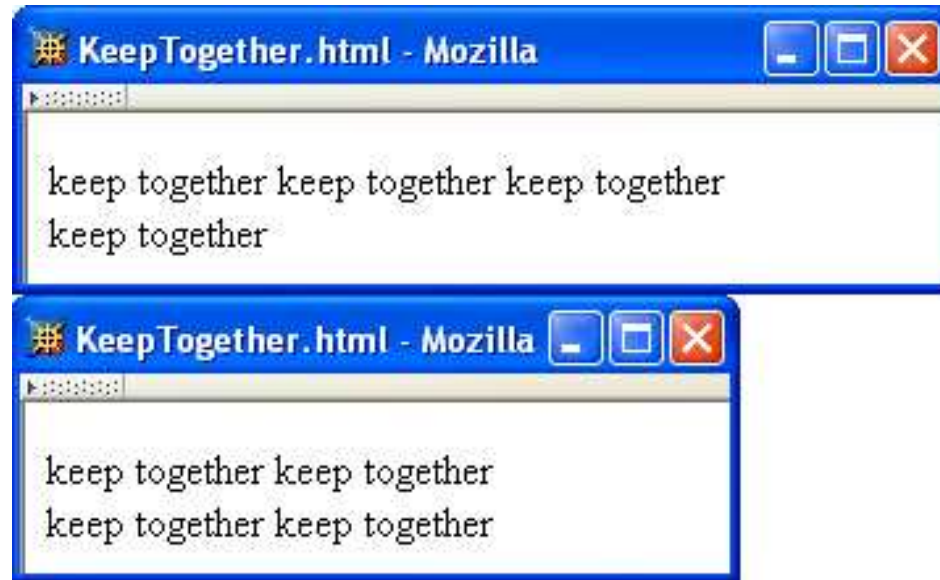 KeepTogether.html - Mozilla
keep together keep together keep together
keep together
KeepTogether.html - Mozilla
keep together keep together
keep together keep together